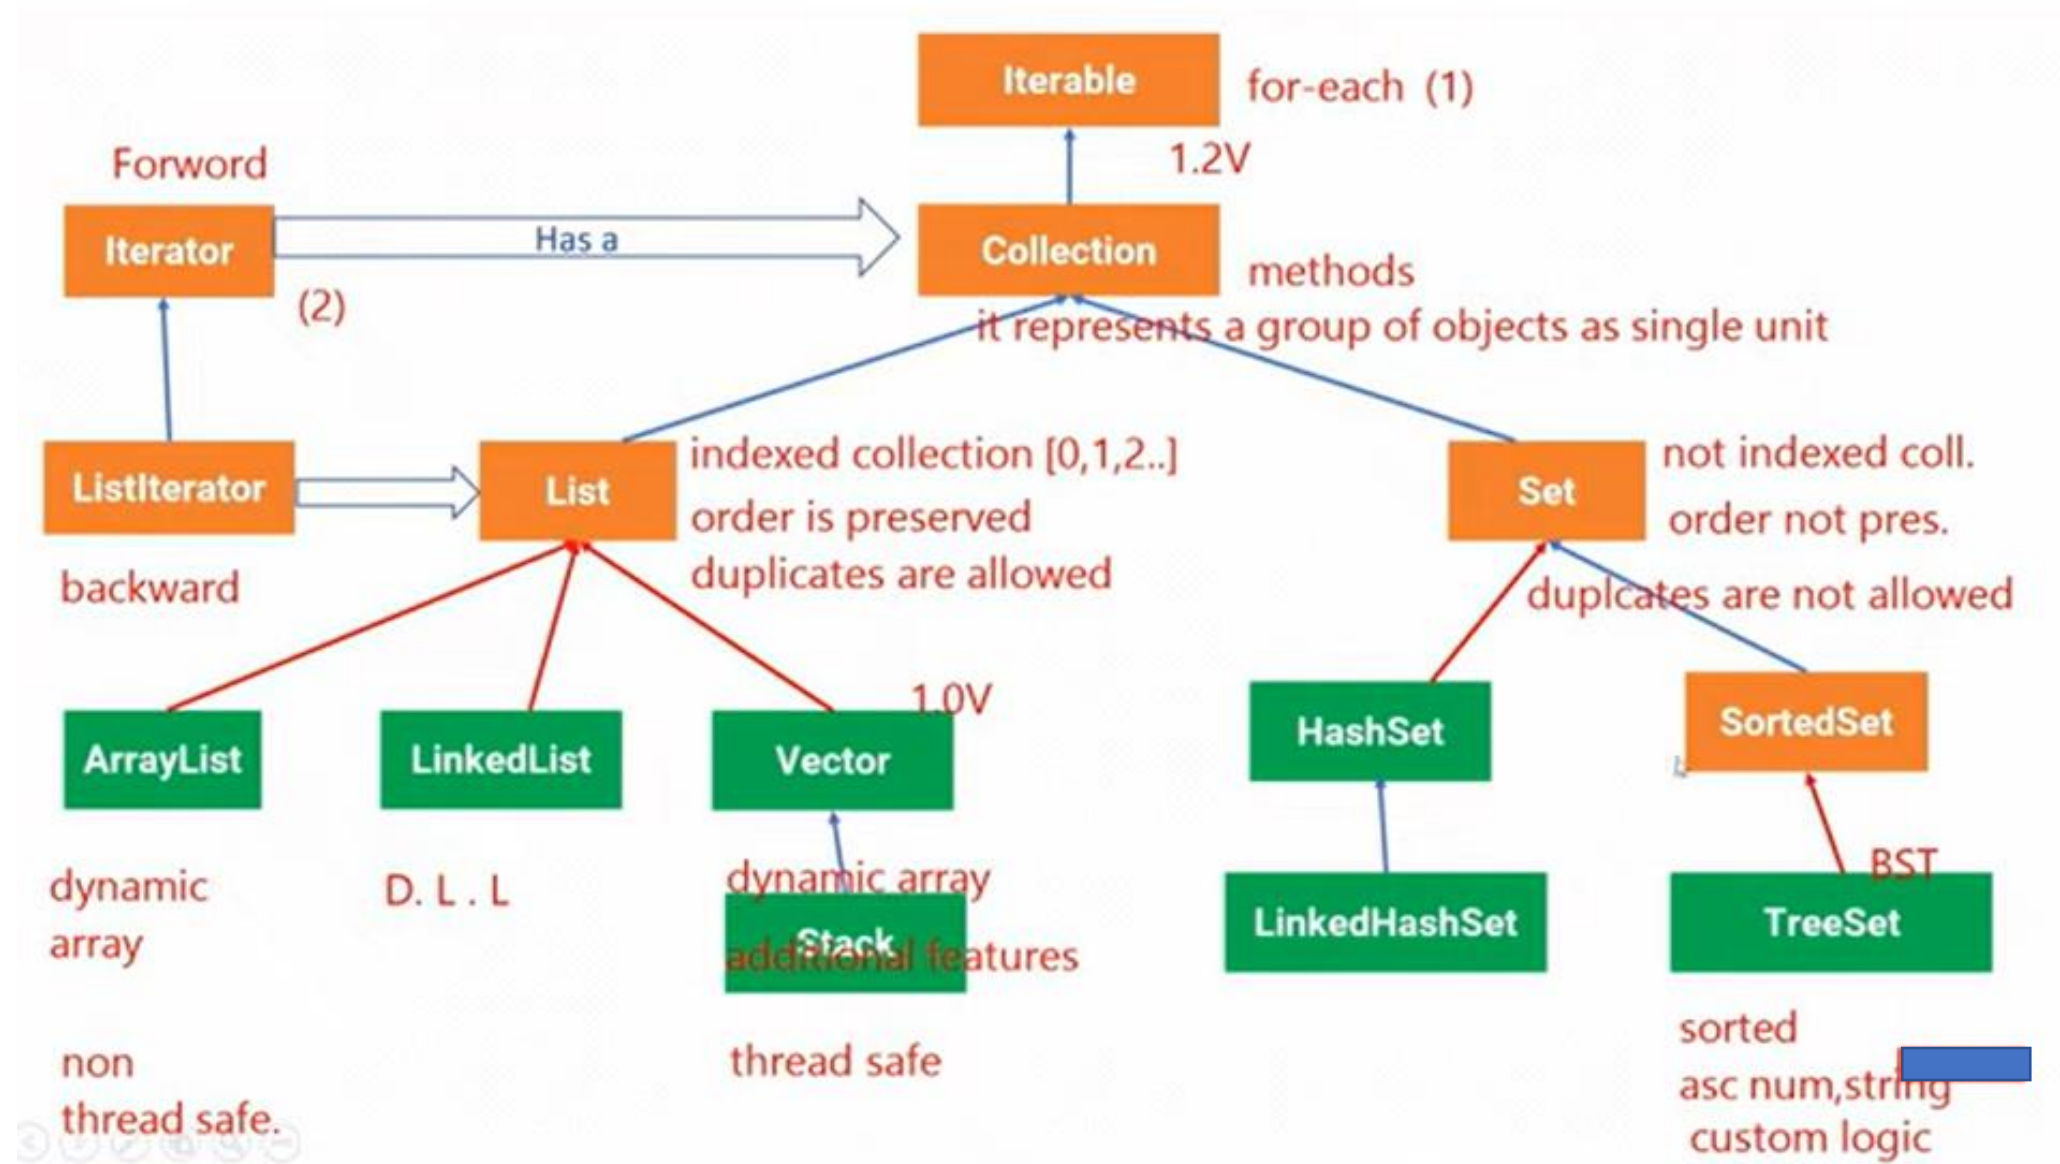 Iterable
for-each (1)
1.2V
Forword
Iterator
Has a
Collection
(2)
methods
it represents a group of objects as single unit
ListIterator
List
indexed collection [0,1,2..]
order is preserved
duplicates are allowed
Set
not indexed coll.
order not pres.
duplcates are not allowed
backward
1.0V
ArrayList
LinkedList
Vector
HashSet
SortedSet
dynamic
array
D. L . L
dynamic array
Stack
additional features
BST
LinkedHashSet
TreeSet
non
thread safe.
thread safe
sorted
asc num,string
custom logic